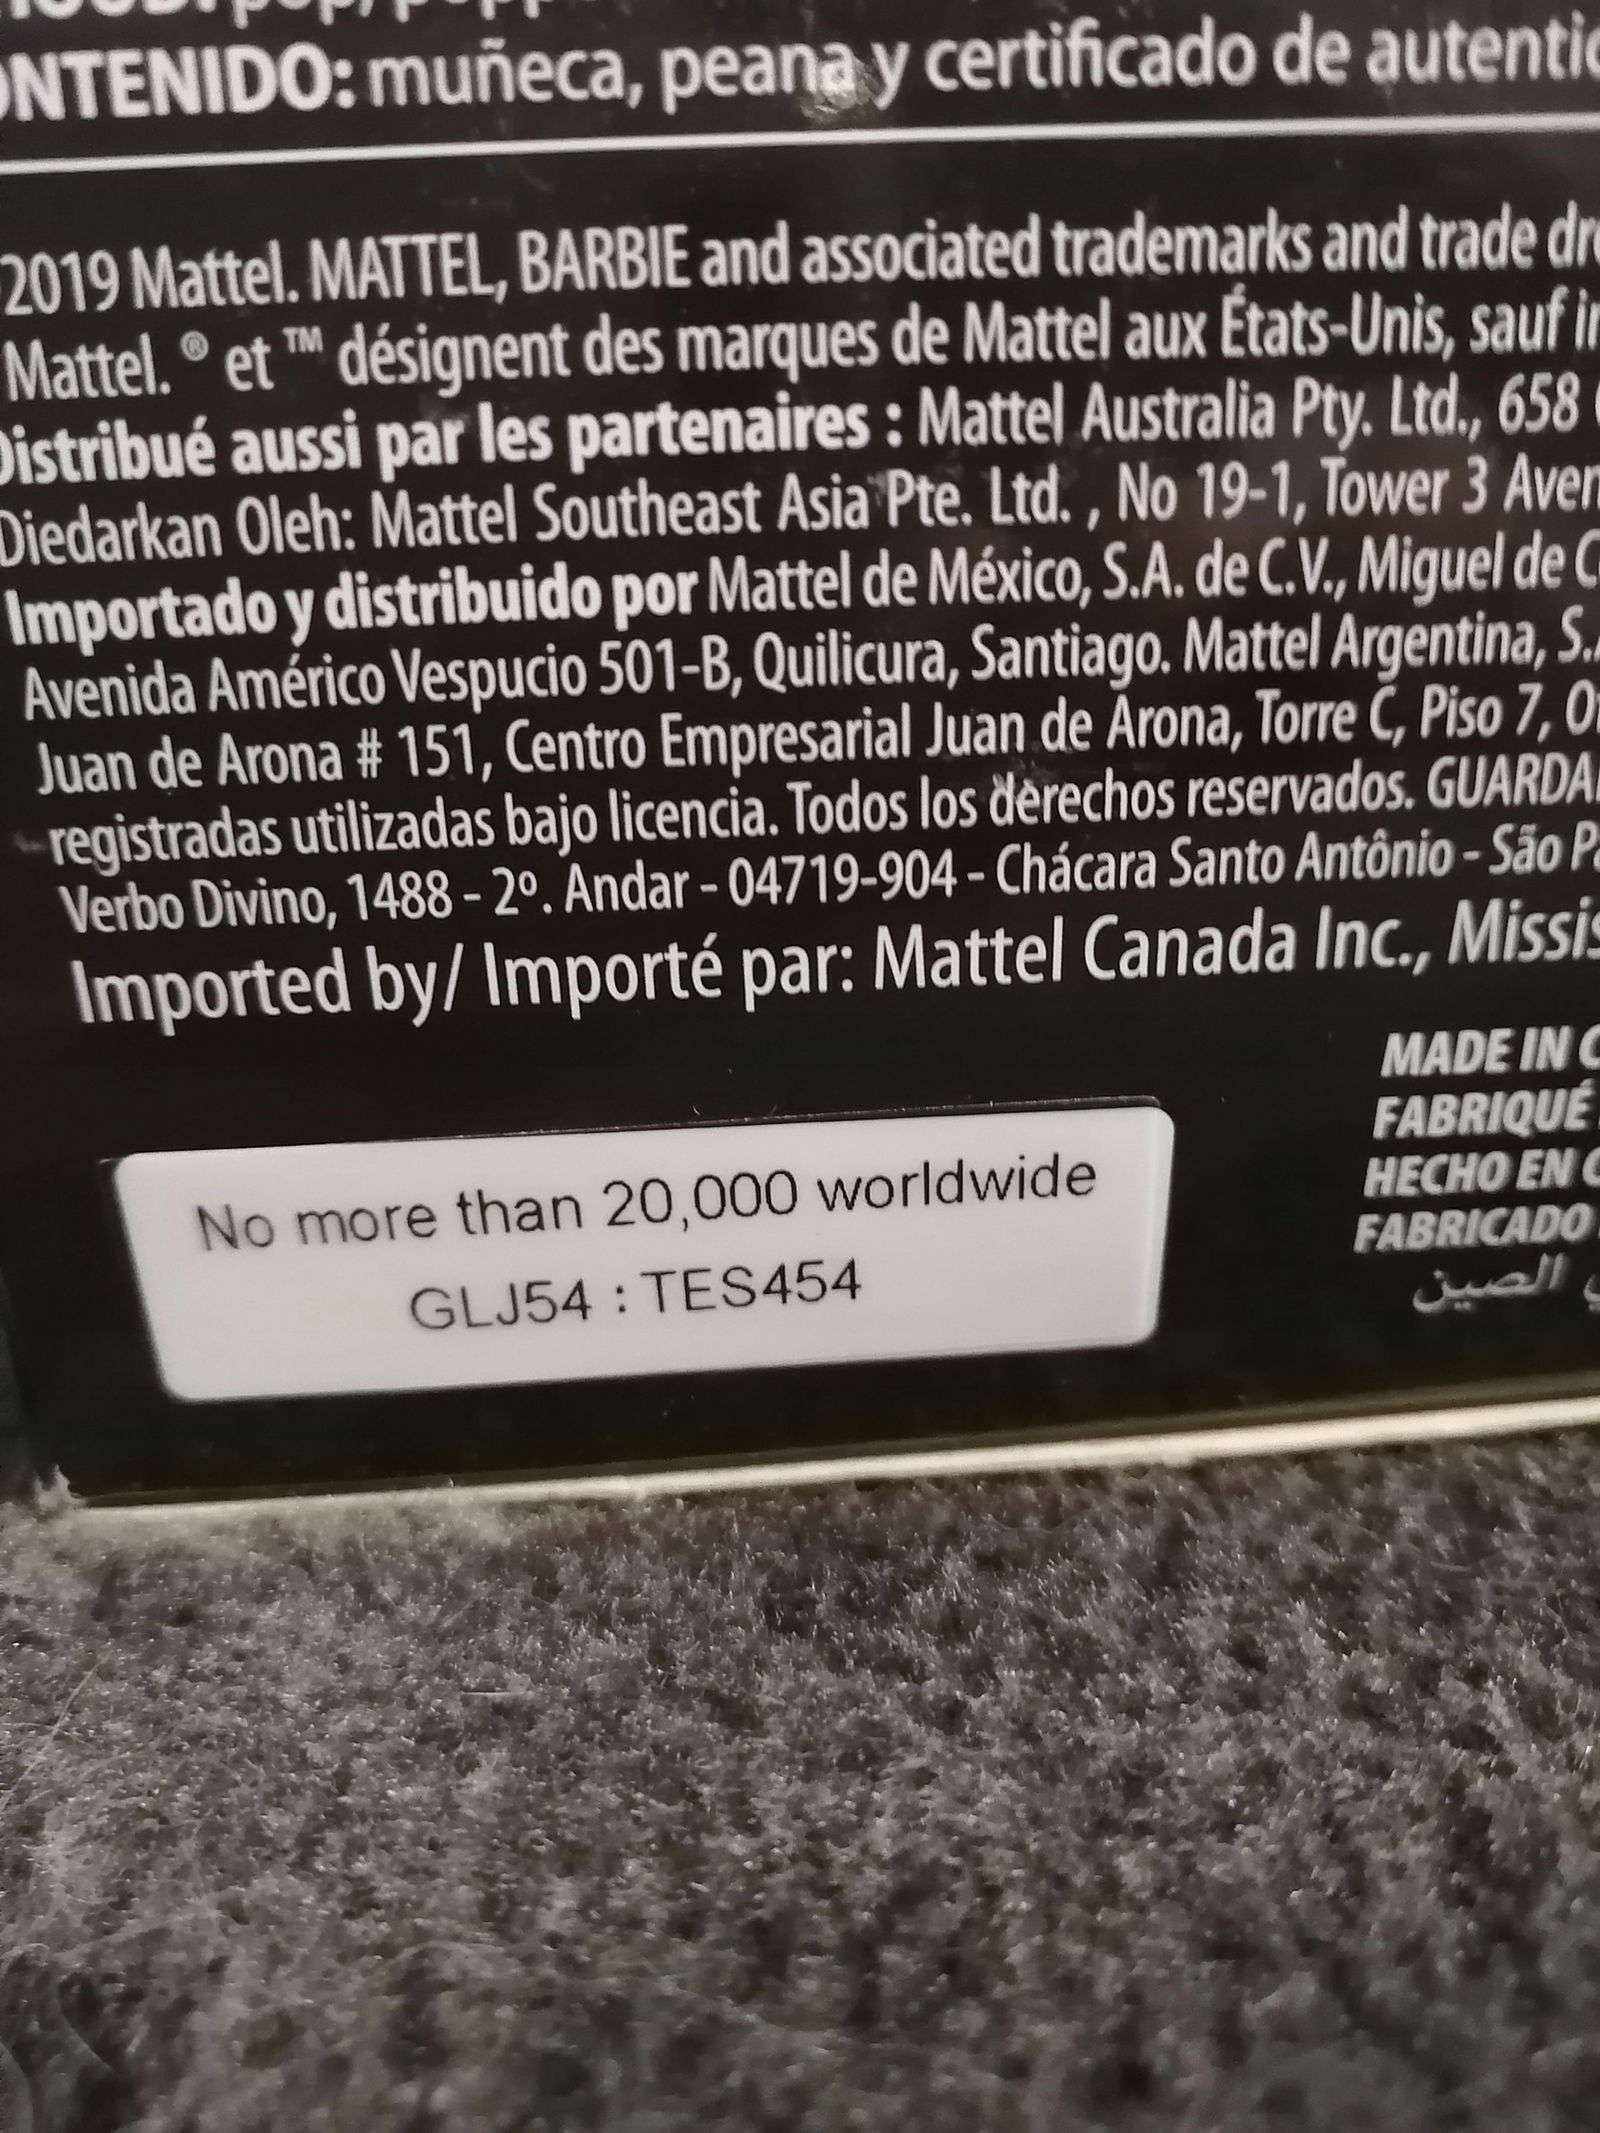 CONTENIDO: muñeca, peana y certificado de
2019 Mattel. MATTEL, BARBIE and associated trademarks and trade
Mattel. ® et ™ désignent des marques de Mattel aux États-Unis, sauf
Distribué aussi par les partenaires : Mattel Australia Pty. Ltd., 658
Diedarkan Oleh: Mattel Southeast Asia Pte. Ltd. , No 19-1, Tower 3
Importado y distribuido por Mattel de México, S.A. de C.V., Miguel de
Avenida Américo Vespucio 501-B, Quilicura, Santiago. Mattel Argentina,
Juan de Arona # 151, Centro Empresarial Juan de Arona, Torre C, Piso 7,
registradas utilizadas bajo licencia. Todos los derechos reservados.
Verbo Divino, 1488 - 2º. Andar - 04719-904 - Chácara Santo Antônio - São
Imported by/ Importé par: Mattel Canada Inc.,
MADE IN
FABRIQUÉ
HECHO EN
FABRICADO
الصين
No more than 20,000 worldwide
GLJ54 : TES454